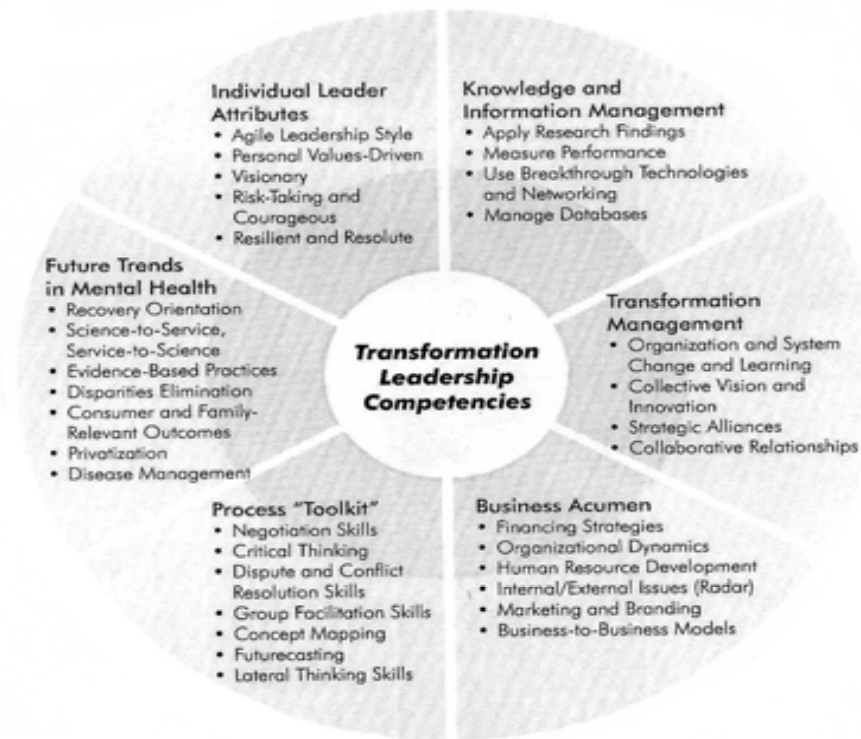 Individual Leader
Attributes
• Agile Leadership Style
• Personal Values-Driven
• Visionary
• Risk-Taking and
Courageous
• Resilient and Resolute
Knowledge and
Information Management
• Apply Research Findings
• Measure Performance
• Use Breakthrough Technologies
and Networking
• Manage Databases
Future Trends
in Mental Health
• Recovery Orientation
• Science-to-Service,
Service-to-Science
• Evidence-Based Practices
• Disparities Elimination
• Consumer and Family-
Relevant Outcomes
• Privatization
• Disease Management
Transformation
Leadership
Competencies
Transformation
Management
• Organization and System
Change and Learning
• Collective Vision and
Innovation
• Strategic Alliances
• Collaborative Relationships
Process "Toolkit"
• Negotiation Skills
• Critical Thinking
• Dispute and Conflict
Resolution Skills
• Group Facilitation Skills
• Concept Mapping
• Futurecasting
• Lateral Thinking Skills
Business Acumen
• Financing Strategies
• Organizational Dynamics
• Human Resource Development
• Internal/External Issues (Radar)
• Marketing and Branding
• Business-to-Business Models